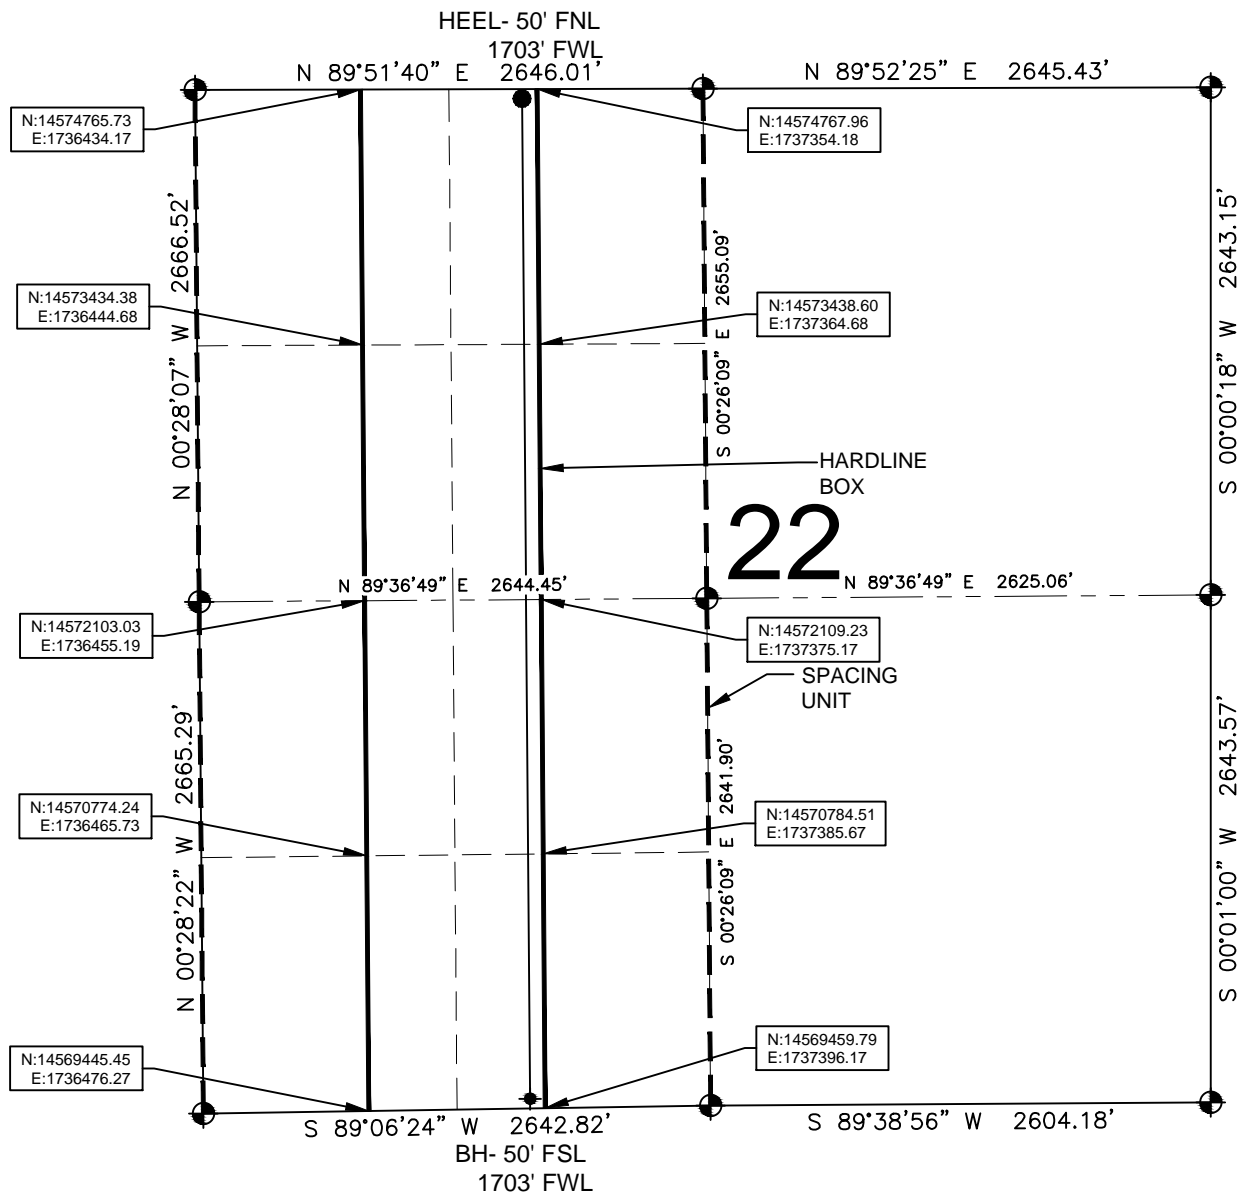 HEEL- 50' FNL
1703' FWL
N 89°51'40" E 2646.01'
N 89°52'25" E 2645.43'
N:14574765.73
E:1736434.17
N:14574767.96
E:1737354.18
N 00°28'07" W 2666.52'
S 00°26'09" E 2655.09'
S 00°00'18" W 2643.15'
N:14573434.38
E:1736444.68
N:14573438.60
E:1737364.68
HARDLINE
BOX
22
N 89°36'49" E 2644.45'
N 89°36'49" E 2625.06'
N:14572103.03
E:1736455.19
N:14572109.23
E:1737375.17
SPACING
UNIT
N 00°28'22" W 2665.29'
S 00°26'09" E 2641.90'
S 00°01'00" W 2643.57'
N:14570774.24
E:1736465.73
N:14570784.51
E:1737385.67
N:14569445.45
E:1736476.27
N:14569459.79
E:1737396.17
S 89°06'24" W 2642.82'
S 89°38'56" W 2604.18'
BH- 50' FSL
1703' FWL